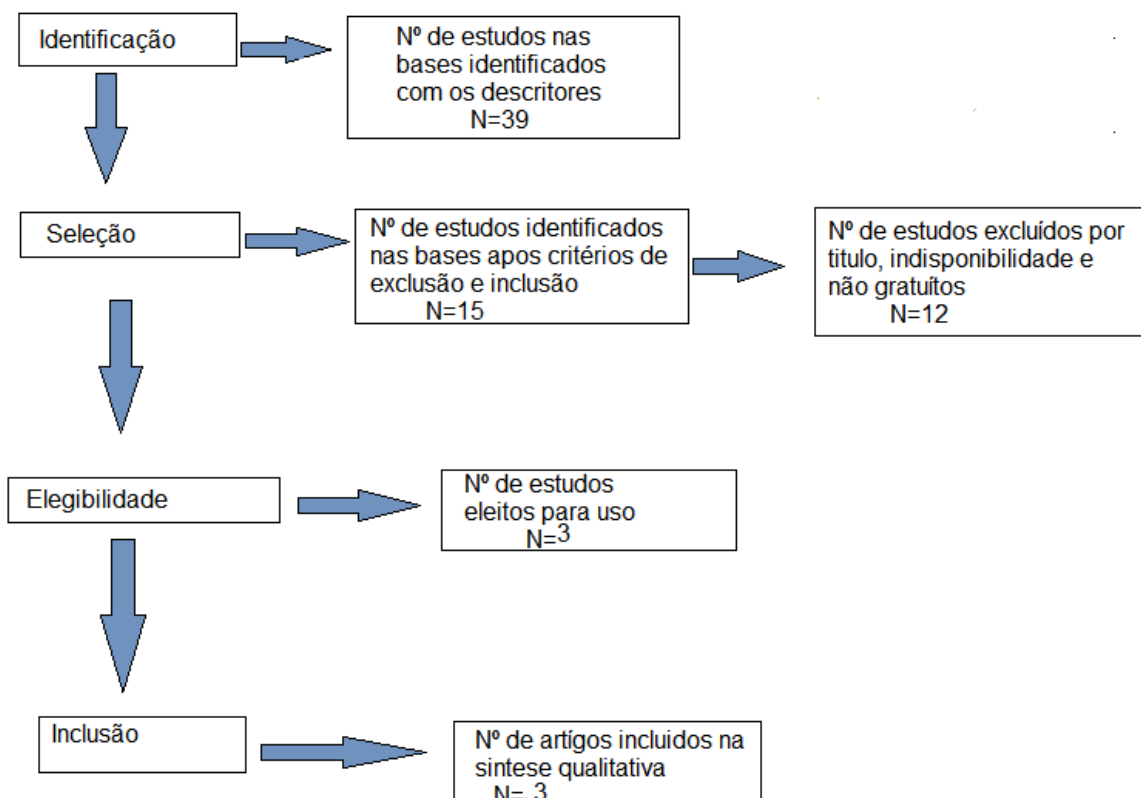 Identificação
Nº de estudos nas
bases identificados
com os descritores
N=39
Seleção
Nº de estudos identificados
nas bases apos critérios de
exclusão e inclusão
N=15
Nº de estudos excluídos por
titulo, indisponibilidade e
não gratuítos
N=12
Elegibilidade
Nº de estudos
eleitos para uso
N=3
Inclusão
Nº de artígos incluidos na
sintese qualitativa
N= 3